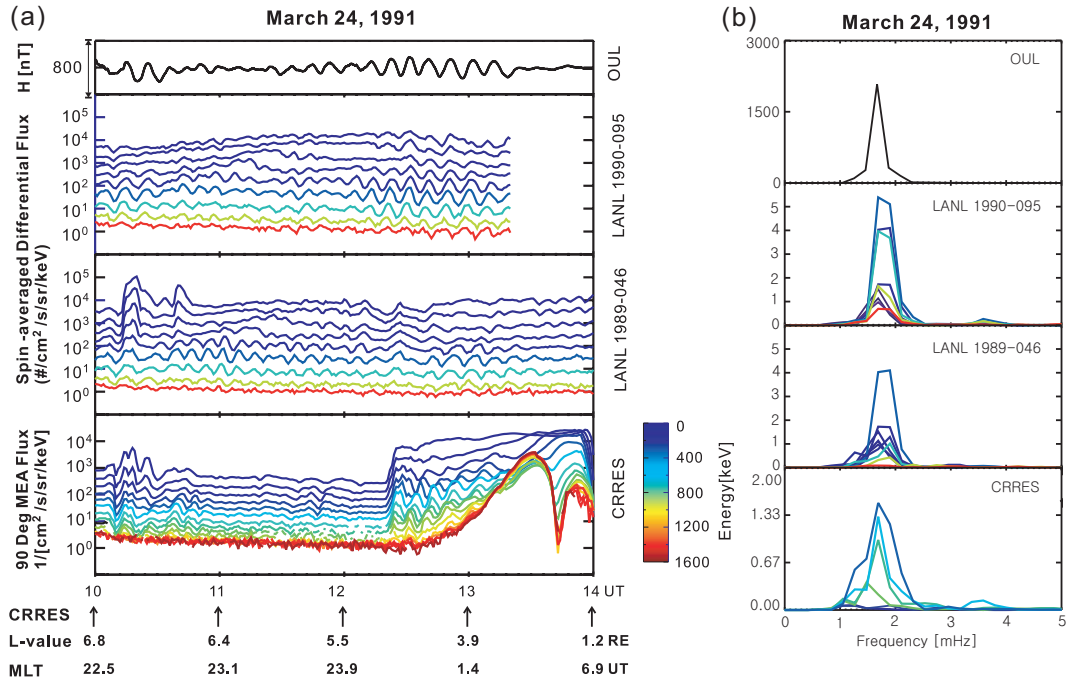 (a)
March 24, 1991
H [nT]
800
OUL
Spin -averaged Differential Flux
(#/cm² /s/sr/keV)
10⁵
10⁴
10³
10²
10¹
10⁰
LANL 1990-095
10⁵
10⁴
10³
10²
10¹
10⁰
LANL 1989-046
90 Deg MEA Flux
1/[cm² /s/sr/keV]
10⁴
10³
10²
10¹
10⁰
CRRES
0
400
800
1200
1600
Energy[keV]
10 11 12 13 14 UT
CRRES
L-value 6.8 6.4 5.5 3.9 1.2 RE
MLT 22.5 23.1 23.9 1.4 6.9 UT
(b)
March 24, 1991
3000
1500
0
OUL
5
4
3
2
1
0
LANL 1990-095
5
4
3
2
1
0
LANL 1989-046
2.00
1.33
0.67
0.00
CRRES
0 1 2 3 4 5
Frequency [mHz]